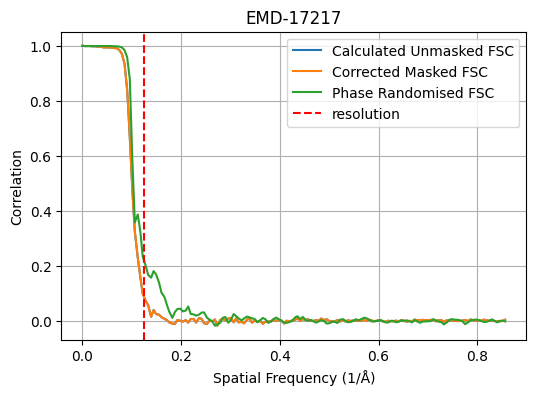 EMD-17217
Calculated Unmasked FSC
Corrected Masked FSC
Phase Randomised FSC
resolution
Correlation
1.0
0.8
0.6
0.4
0.2
0.0
0.0 0.2 0.4 0.6 0.8
Spatial Frequency (1/Å)